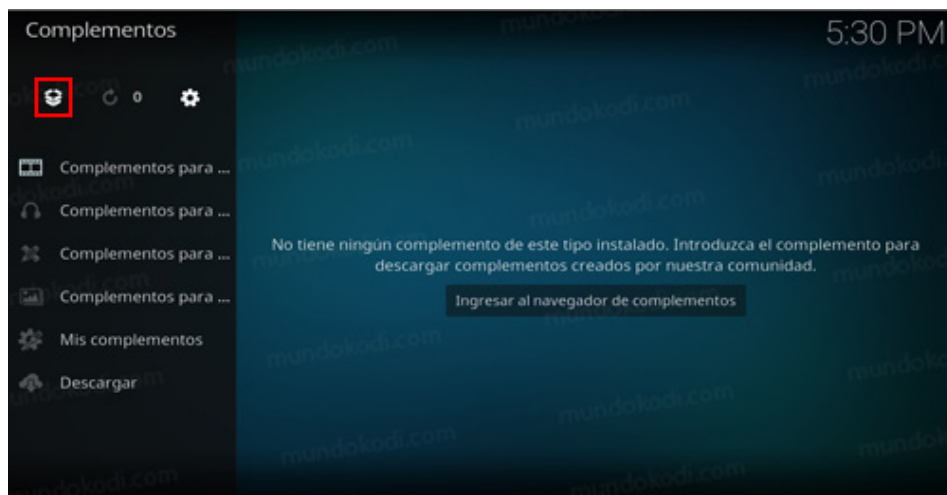 Complementos
5:30 PM
0
Complementos para ...
Complementos para ...
Complementos para ...
Complementos para ...
Mis complementos
Descargar
No tiene ningún complemento de este tipo instalado. Introduzca el complemento para
descargar complementos creados por nuestra comunidad.
Ingresar al navegador de complementos
mundokodi.com